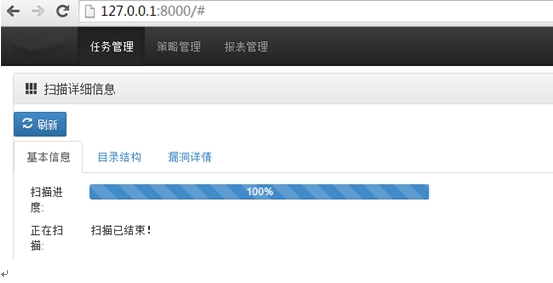 127.0.0.1:8000/#
任务管理 策略管理 报表管理
扫描详细信息
刷新
基本信息 目录结构 漏洞详情
扫描进 100%
度:
正在扫 扫描已结束！
描: